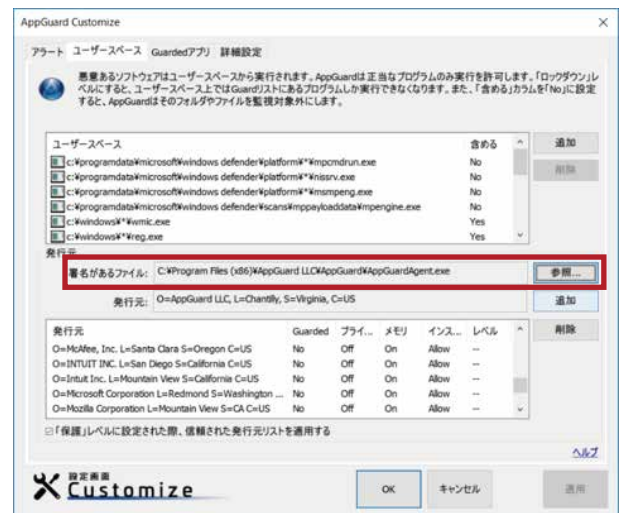 AppGuard Customize
アラート ユーザースペース Guardedアプリ 詳細設定
悪意あるソフトウェアはユーザースペースから実行されます。AppGuardは正当なプログラムのみ実行を許可します。「ロックダウン」レ
ベルにすると、ユーザースペース上ではGuardリストにあるプログラムしか実行できなくなります。また、「含める」カラムを「No」に設定
すると、AppGuardはそのフォルダやファイルを監視対象外にします。
ユーザースペース 含める 追加
c:¥programdata¥microsoft¥windows defender¥platform¥*¥mpcmdrun.exe No 削除
c:¥programdata¥microsoft¥windows defender¥platform¥*¥nissrv.exe No
c:¥programdata¥microsoft¥windows defender¥platform¥*¥msmpeng.exe No
c:¥programdata¥microsoft¥windows defender¥scans¥mppayloaddata¥mpengine.exe No
c:¥windows¥*¥wmic.exe Yes
c:¥windows¥*¥reg.exe Yes
発行元
署名があるファイル: C:¥Program Files (x86)¥AppGuard LLC¥AppGuard¥AppGuardAgent.exe 参照...
発行元: O=AppGuard LLC, L=Chantilly, S=Virginia, C=US 追加
発行元 Guarded プライ... メモリ インス... レベル 削除
O=McAfee, Inc. L=Santa Clara S=Oregon C=US No Off On Allow --
O=INTUIT INC. L=San Diego S=California C=US No Off On Allow --
O=Intuit Inc. L=Mountain View S=California C=US No Off On Allow --
O=Microsoft Corporation L=Redmond S=Washington ... No Off On Allow --
O=Mozilla Corporation L=Mountain View S=CA C=US No Off On Allow --
「保護」レベルに設定された際、信頼された発行元リストを適用する
ヘルプ
設定画面
Customize OK キャンセル 適用